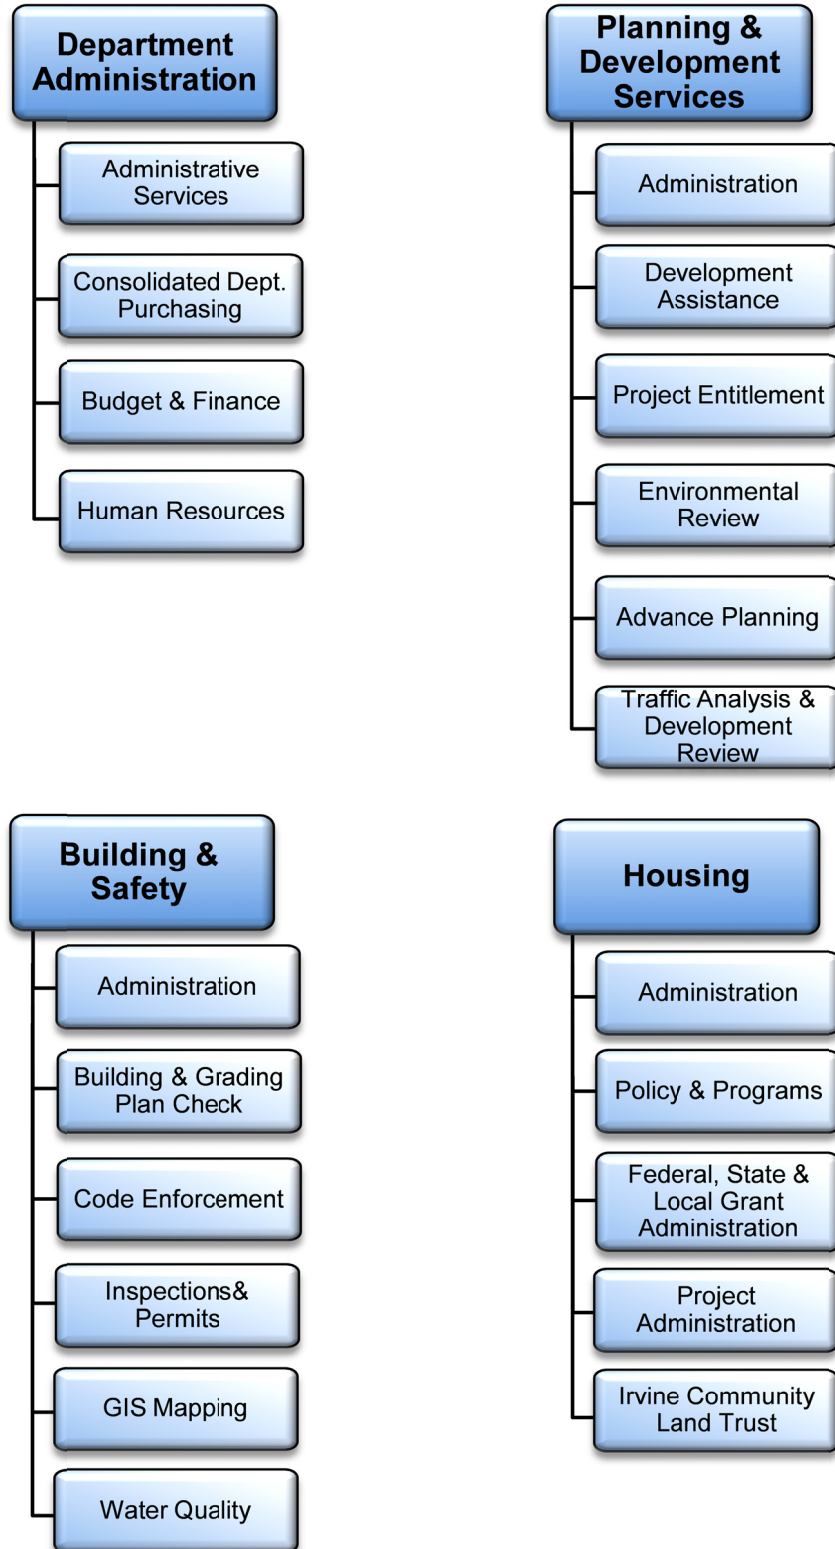 Department
Administration
Administrative
Services
Consolidated Dept.
Purchasing
Budget & Finance
Human Resources
Planning &
Development
Services
Administration
Development
Assistance
Project Entitlement
Environmental
Review
Advance Planning
Traffic Analysis &
Development
Review
Building &
Safety
Administration
Building & Grading
Plan Check
Code Enforcement
Inspections&
Permits
GIS Mapping
Water Quality
Housing
Administration
Policy & Programs
Federal, State &
Local Grant
Administration
Project
Administration
Irvine Community
Land Trust